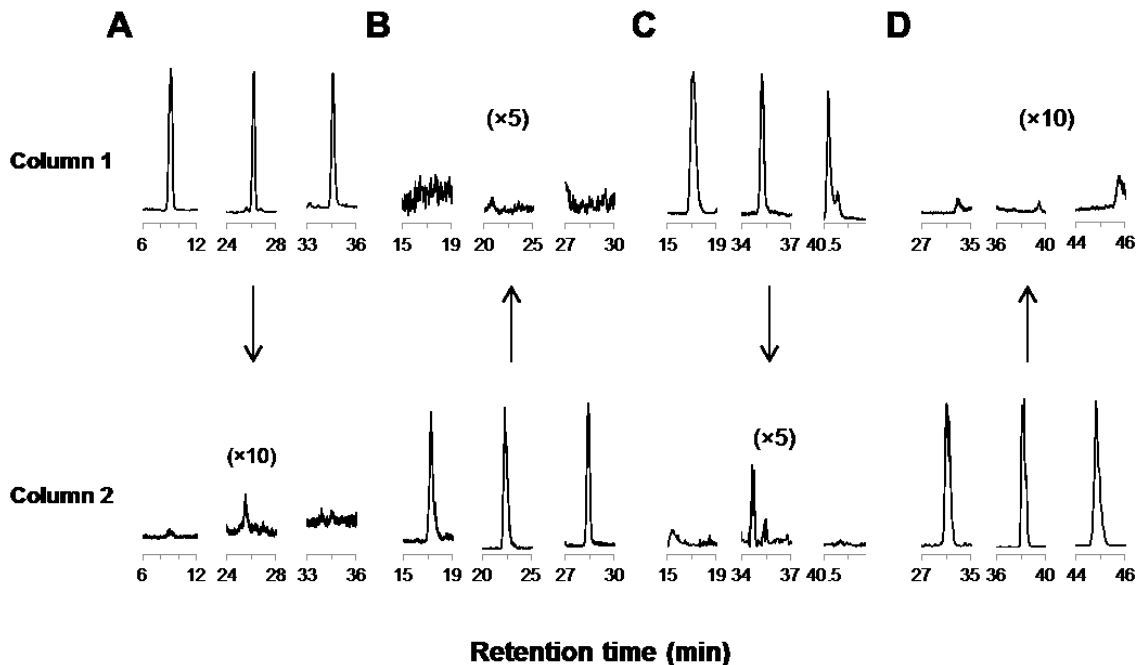 A B C D
Column 1 (×5) (×10)
6 12 24 28 33 36 15 19 20 25 27 30 15 19 34 37 40.5 27 35 36 40 44 46
Column 2 (×10) (×5)
6 12 24 28 33 36 15 19 20 25 27 30 15 19 34 37 40.5 27 35 36 40 44 46
Retention time (min)